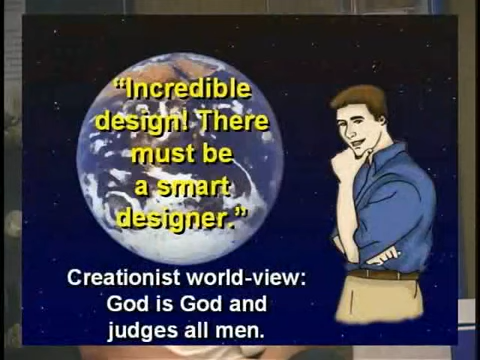 “Incredible
design! There
must be
a smart
designer.”
Creationist world-view:
God is God and
judges all men.